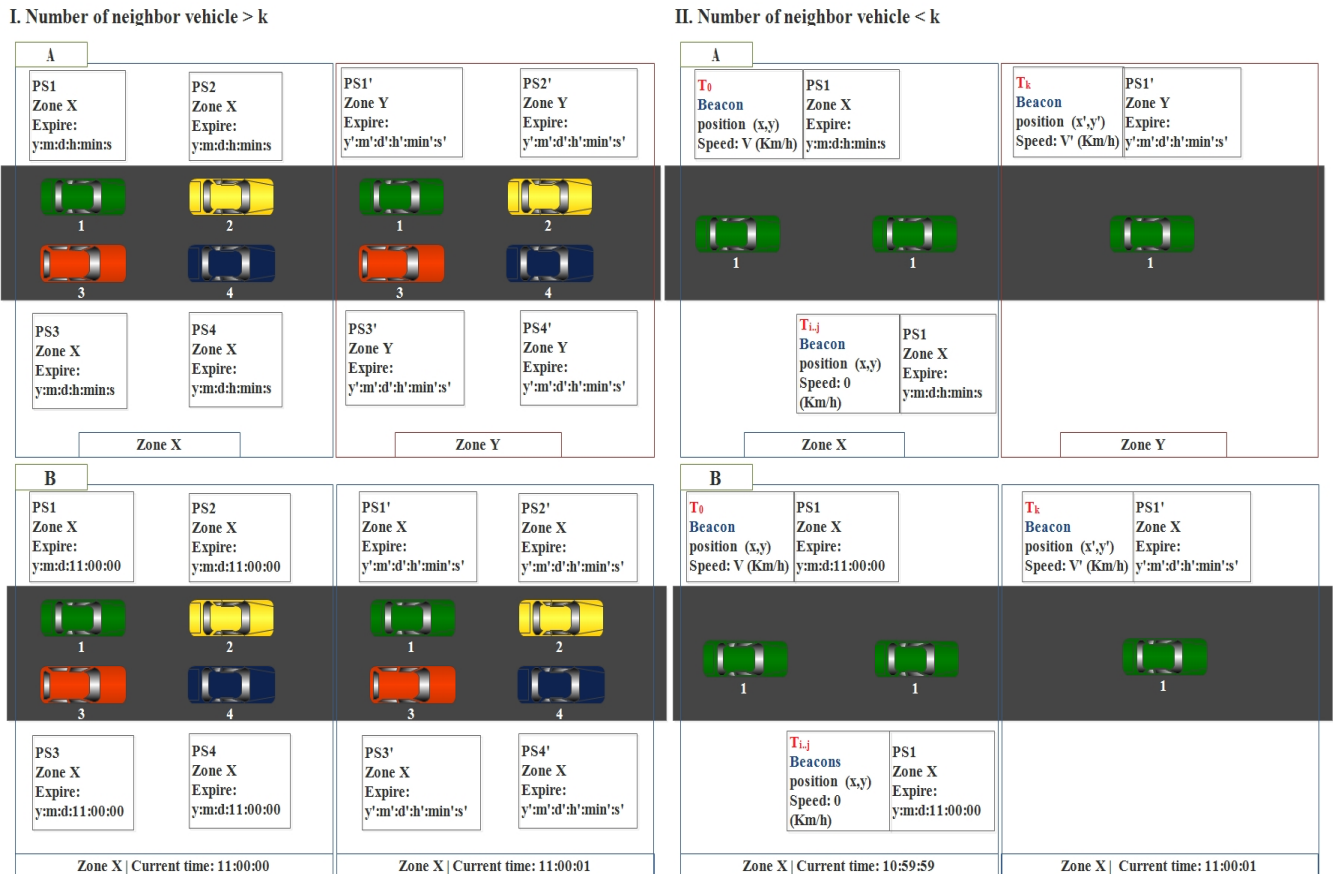 I. Number of neighbor vehicle > k
A
PS1
Zone X
Expire:
y:m:d:h:min:s
PS2
Zone X
Expire:
y:m:d:h:min:s
PS1'
Zone Y
Expire:
y':m':d':h':min':s'
PS2'
Zone Y
Expire:
y':m':d':h':min':s'
1
2
1
2
3
4
3
4
PS3
Zone X
Expire:
y:m:d:h:min:s
PS4
Zone X
Expire:
y:m:d:h:min:s
PS3'
Zone Y
Expire:
y':m':d':h':min':s'
PS4'
Zone Y
Expire:
y':m':d':h':min':s'
Zone X
Zone Y
B
PS1
Zone X
Expire:
y:m:d:11:00:00
PS2
Zone X
Expire:
y:m:d:11:00:00
PS1'
Zone X
Expire:
y':m':d':h':min':s'
PS2'
Zone X
Expire:
y':m':d':h':min':s'
1
2
1
2
3
4
3
4
PS3
Zone X
Expire:
y:m:d:11:00:00
PS4
Zone X
Expire:
y:m:d:11:00:00
PS3'
Zone X
Expire:
y':m':d':h':min':s'
PS4'
Zone X
Expire:
y':m':d':h':min':s'
Zone X | Current time: 11:00:00
Zone X | Current time: 11:00:01
II. Number of neighbor vehicle < k
A
T0
Beacon
position (x,y)
Speed: V (Km/h)
PS1
Zone X
Expire:
y:m:d:h:min:s
Tk
Beacon
position (x',y')
Speed: V' (Km/h)
PS1'
Zone Y
Expire:
y':m':d':h':min':s'
1
1
1
Ti..j
Beacon
position (x,y)
Speed: 0
(Km/h)
PS1
Zone X
Expire:
y:m:d:h:min:s
Zone X
Zone Y
B
T0
Beacon
position (x,y)
Speed: V (Km/h)
PS1
Zone X
Expire:
y:m:d:11:00:00
Tk
Beacon
position (x',y')
Speed: V' (Km/h)
PS1'
Zone X
Expire:
y':m':d':h':min':s'
1
1
1
Ti..j
Beacons
position (x,y)
Speed: 0
(Km/h)
PS1
Zone X
Expire:
y:m:d:11:00:00
Zone X | Current time: 10:59:59
Zone X | Current time: 11:00:01